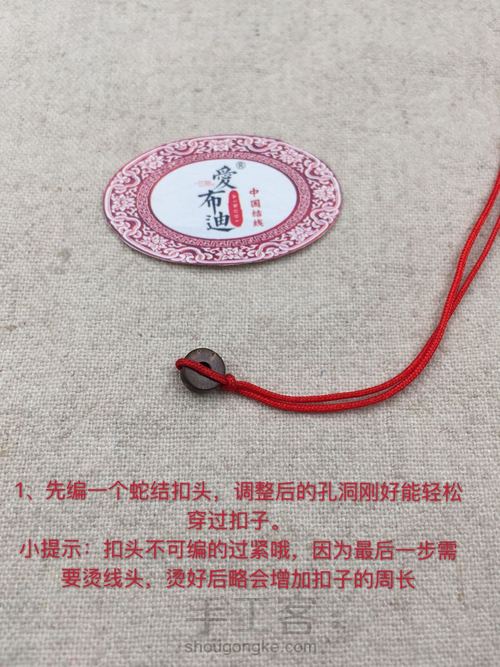 愛布迪
®
中国结线
1、先编一个蛇结扣头，调整后的孔洞刚好能轻松
穿过扣子。
小提示：扣头不可编的过紧哦，因为最后一步需
要烫线头，烫好后略会增加扣子的周长
手工客
shougongke.com